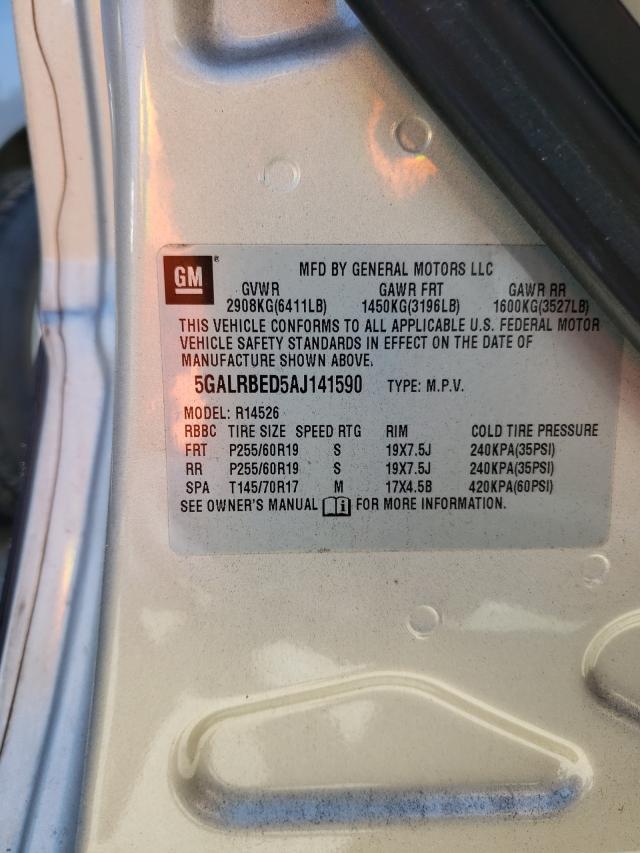 GM ® MFD BY GENERAL MOTORS LLC
GVWR GAWR FRT GAWR RR
2908KG(6411LB) 1450KG(3196LB) 1600KG(3527LB)
THIS VEHICLE CONFORMS TO ALL APPLICABLE U.S. FEDERAL MOTOR
VEHICLE SAFETY STANDARDS IN EFFECT ON THE DATE OF
MANUFACTURE SHOWN ABOVE.
5GALRBED5AJ141590 TYPE: M.P.V.
MODEL: R14526
RBBC TIRE SIZE SPEED RTG RIM COLD TIRE PRESSURE
FRT P255/60R19 S 19X7.5J 240KPA(35PSI)
RR P255/60R19 S 19X7.5J 240KPA(35PSI)
SPA T145/70R17 M 17X4.5B 420KPA(60PSI)
SEE OWNER'S MANUAL i FOR MORE INFORMATION.